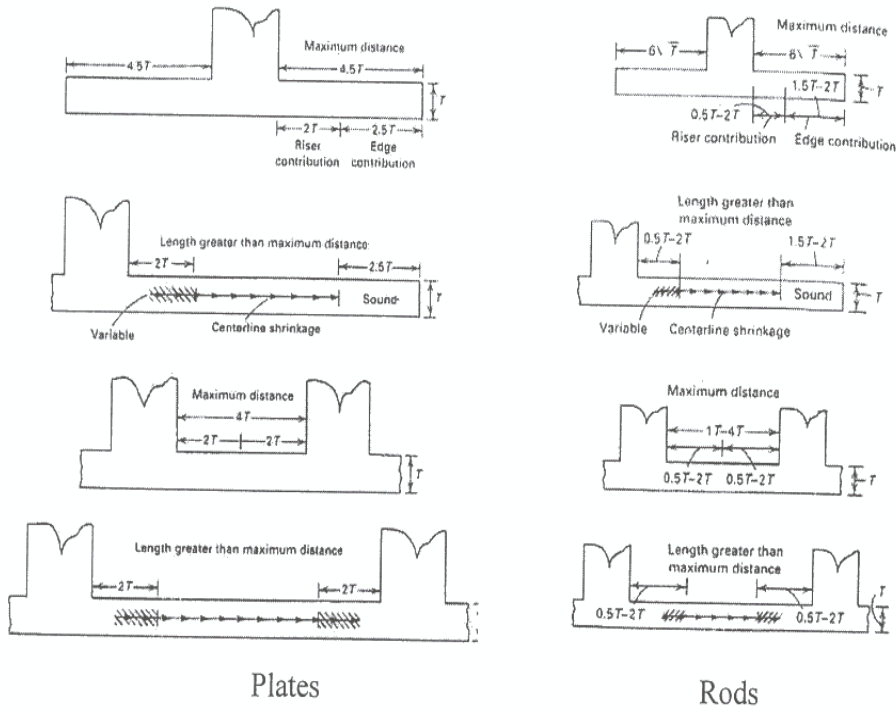 Maximum distance
4.5T
4.5T
T
2T
2.5T
Riser
contribution
Edge
contribution
Length greater than maximum distance
2T
2.5T
T
Variable
Centerline shrinkage
Sound
Maximum distance
4T
2T
2T
T
Length greater than maximum distance
2T
2T
Plates
Maximum distance
6\ T
6\ T
1.5T-2T
T
0.5T-2T
Riser contribution
Edge contribution
Length greater than
maximum distance
0.5T-2T
1.5T-2T
Sound
T
Variable
Centerline shrinkage
Maximum distance
1T-4T
T
0.5T-2T
0.5T-2T
Length greater than
maximum distance
T
0.5T-2T
0.5T-2T
Rods